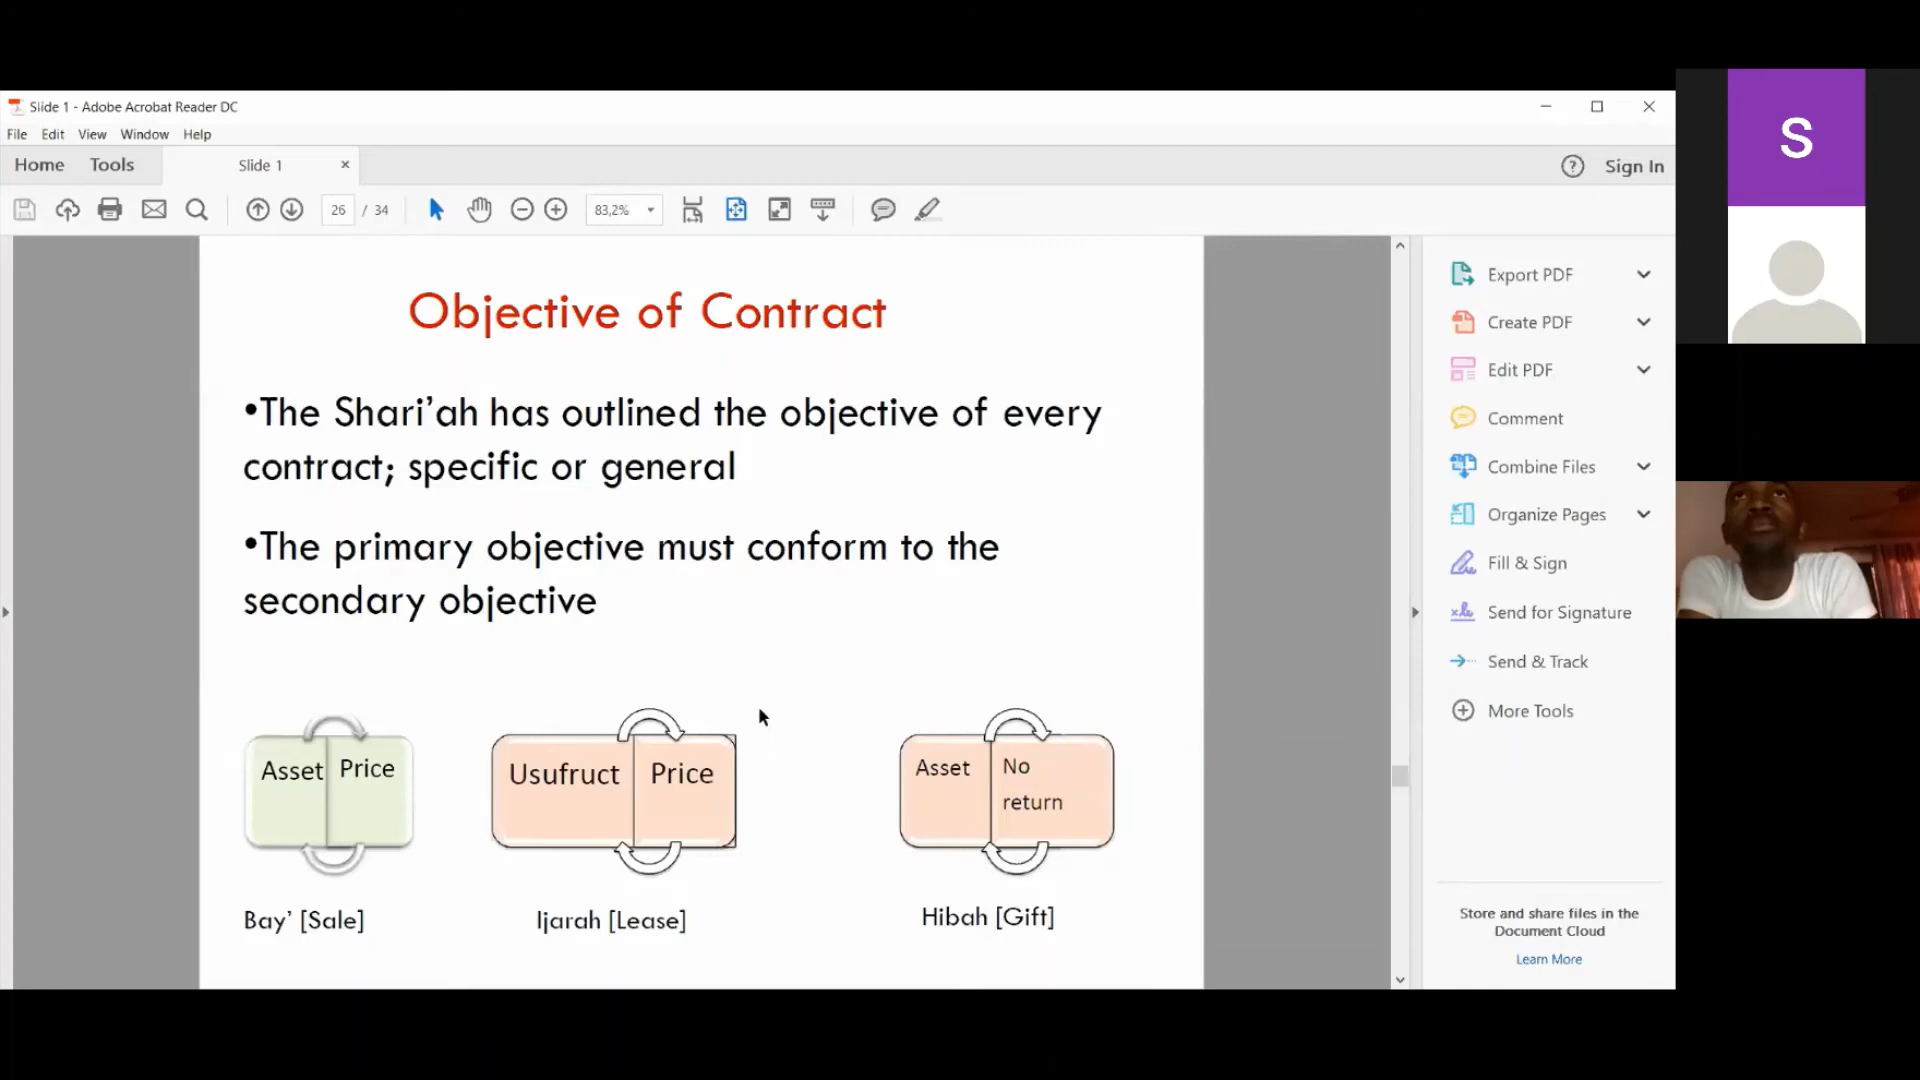 Slide 1 - Adobe Acrobat Reader DC
File Edit View Window Help
Home Tools Slide 1 × ? Sign In
26 / 34 83,2%
Objective of Contract
•The Shari’ah has outlined the objective of every
contract; specific or general
•The primary objective must conform to the
secondary objective
Asset Price
Usufruct Price
Asset No
return
Bay’ [Sale] Ijarah [Lease] Hibah [Gift]
Export PDF
Create PDF
Edit PDF
Comment
Combine Files
Organize Pages
Fill & Sign
Send for Signature
Send & Track
More Tools
Store and share files in the
Document Cloud
Learn More
S